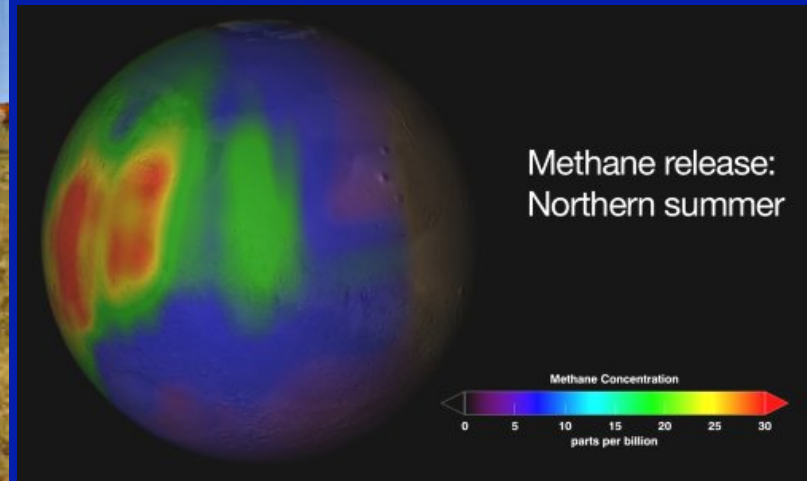 Methane release:
Northern summer
Methane Concentration
0 5 10 15 20 25 30
parts per billion